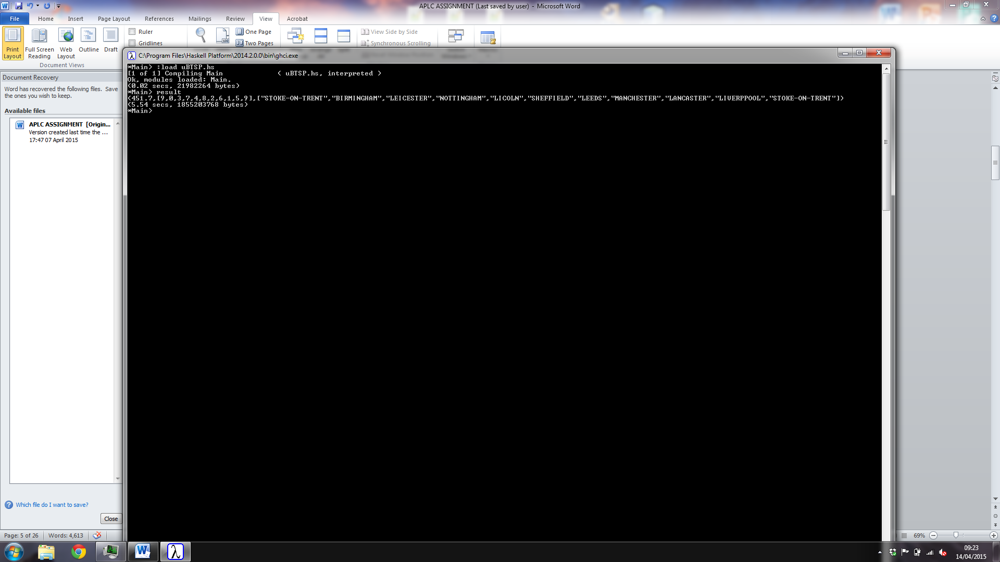 APLC ASSIGNMENT (Last saved by user) - Microsoft Word
File Home Insert Page Layout References Mailings Review View Acrobat
Print Layout
Full Screen Reading
Web Layout
Outline
Draft
Document Views
Ruler
Gridlines
100
One Page
Two Pages
View Side by Side
Synchronous Scrolling
Document Recovery
Word has recovered the following files. Save
the ones you wish to keep.
Available files
APLC ASSIGNMENT [Origin...
Version created last time the ...
17:47 07 April 2015
Which file do I want to save?
Close
C:\Program Files\Haskell Platform\2014.2.0.0\bin\ghci.exe
*Main> :load uBTSP.hs
[1 of 1] Compiling Main ( uBTSP.hs, interpreted )
Ok, modules loaded: Main.
(0.02 secs, 21982264 bytes)
*Main> result
(451.7,[9,0,3,7,4,8,2,6,1,5,9],["STOKE-ON-TRENT","BIRMINGHAM","LEICESTER","NOTTINGHAM","LICOLN","SHEFFIELD","LEEDS","MANCHESTER","LANCASTER","LIVERPPOOL","STOKE-ON-TRENT"])
(5.54 secs, 1855203768 bytes)
*Main>
Page: 5 of 26 Words: 4,613
69%
09:23
14/04/2015